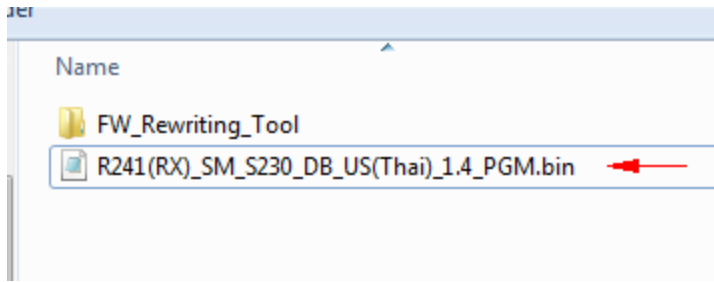 Name
FW_Rewriting_Tool
R241(RX)_SM_S230_DB_US(Thai)_1.4_PGM.bin